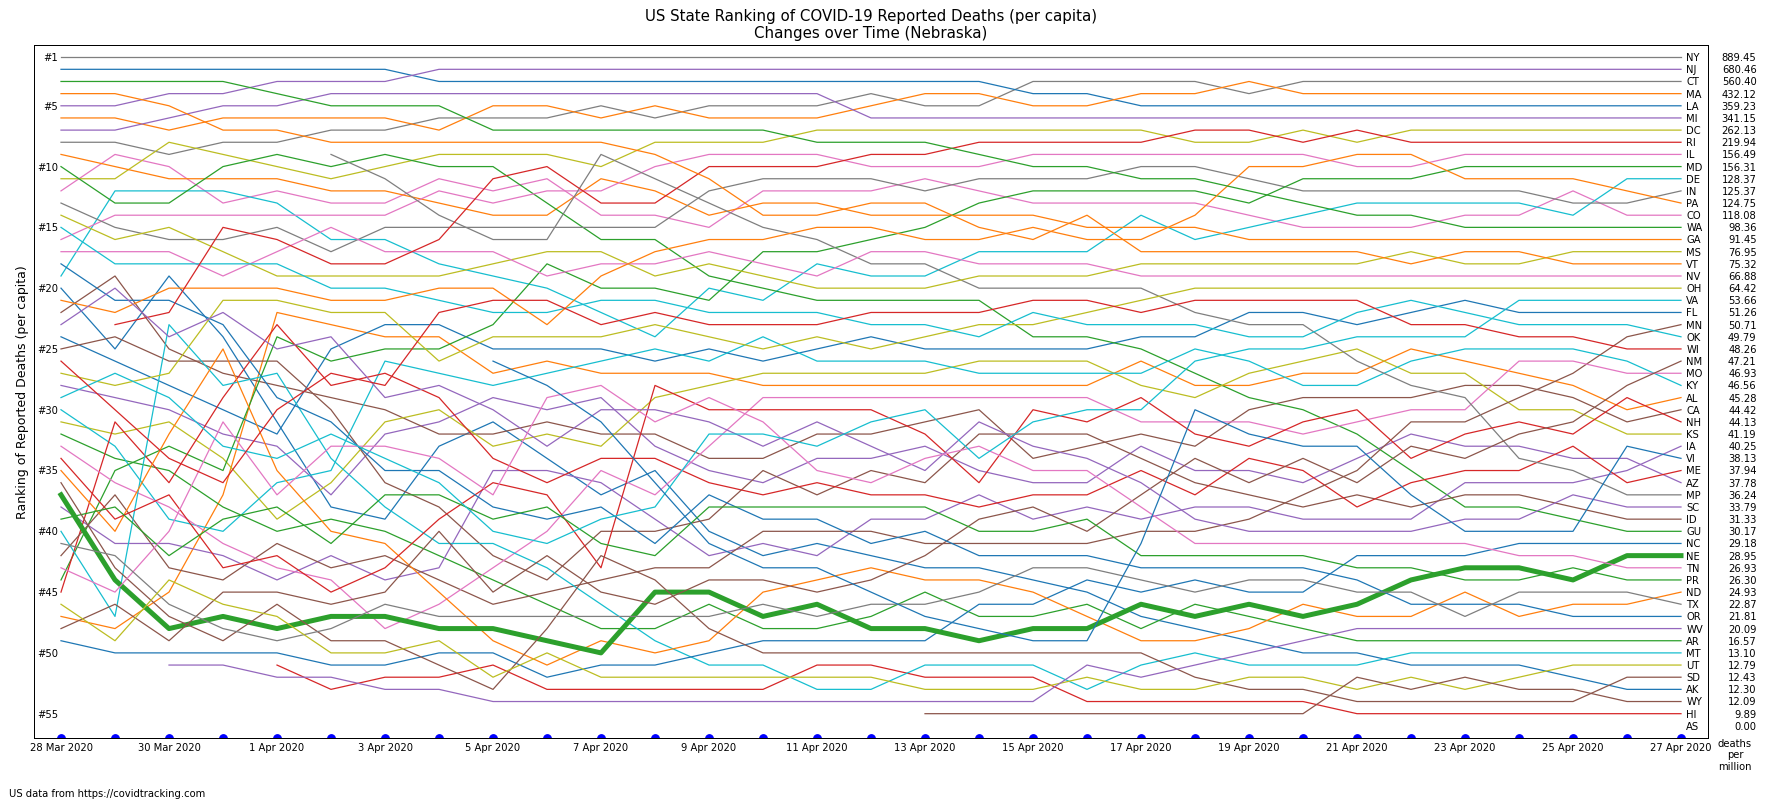 US State Ranking of COVID-19 Reported Deaths (per capita)
Changes over Time (Nebraska)
Ranking of Reported Deaths (per capita)
#1
#5
#10
#15
#20
#25
#30
#35
#40
#45
#50
#55
NY 889.45
NJ 680.46
CT 560.40
MA 432.12
LA 359.23
MI 341.15
DC 262.13
RI 219.94
IL 156.49
MD 156.31
DE 128.37
IN 125.37
PA 124.75
CO 118.08
WA 98.36
GA 91.45
MS 76.95
VT 75.32
NV 66.88
OH 64.42
VA 53.66
FL 51.26
MN 50.71
OK 49.79
WI 48.26
NM 47.21
MO 46.93
KY 46.56
AL 45.28
CA 44.42
NH 44.13
KS 41.19
IA 40.25
VI 38.13
ME 37.94
AZ 37.78
MP 36.24
SC 33.79
ID 31.33
GU 30.17
NC 29.18
NE 28.95
TN 26.93
PR 26.30
ND 24.93
TX 22.87
OR 21.81
WV 20.09
AR 16.57
MT 13.10
UT 12.79
SD 12.43
AK 12.30
WY 12.09
HI 9.89
AS 0.00
28 Mar 2020 30 Mar 2020 1 Apr 2020 3 Apr 2020 5 Apr 2020 7 Apr 2020 9 Apr 2020 11 Apr 2020 13 Apr 2020 15 Apr 2020 17 Apr 2020 19 Apr 2020 21 Apr 2020 23 Apr 2020 25 Apr 2020 27 Apr 2020
deaths
per
million
US data from https://covidtracking.com